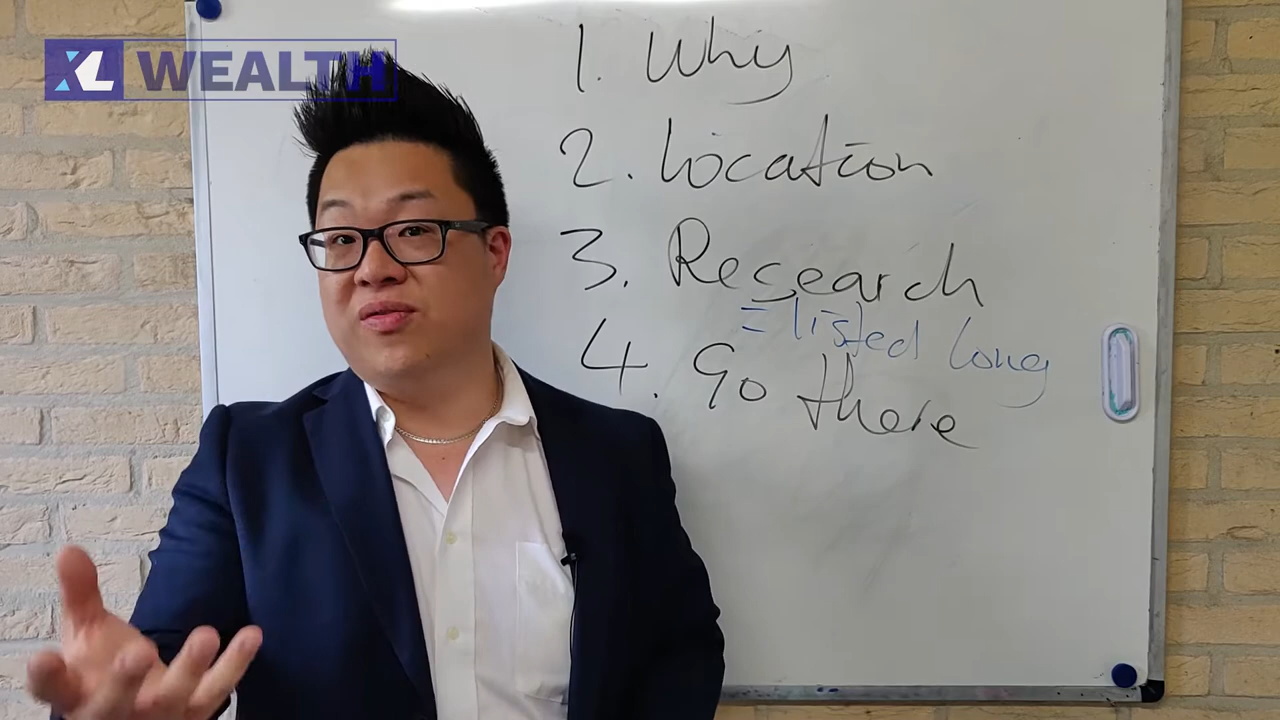 XL WEALTH
1. Why
2. Location
3. Research
= listed long
4. Go there